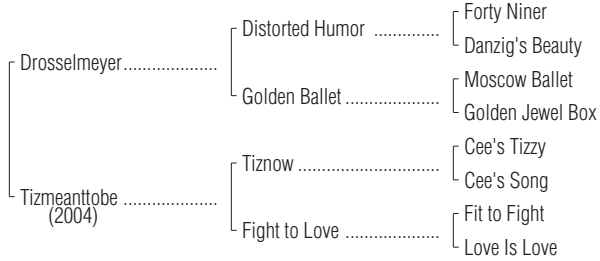 Forty Niner
Distorted Humor ..............
Danzig's Beauty
Drosselmeyer...................
Moscow Ballet
Golden Ballet ...................
Golden Jewel Box
Cee's Tizzy
Tiznow .............................
Cee's Song
Tizmeanttobe ...................
(2004)
Fit to Fight
Fight to Love ...................
Love Is Love